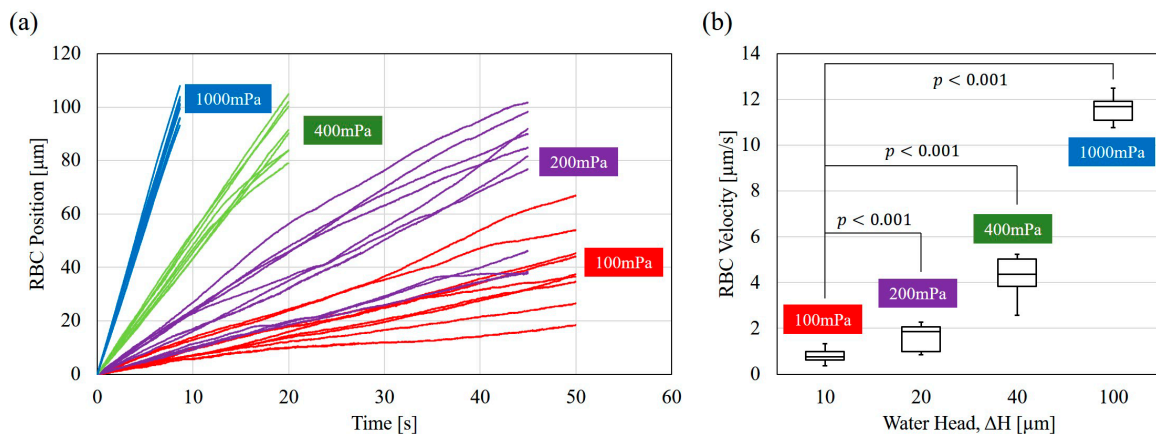 (a)
(b)
120
100
80
60
40
20
0
RBC Position [µm]
0 10 20 30 40 50 60
Time [s]
1000mPa
400mPa
200mPa
100mPa
14
12
10
8
6
4
2
0
RBC Velocity [µm/s]
p < 0.001
p < 0.001
p < 0.001
1000mPa
400mPa
200mPa
100mPa
10 20 40 100
Water Head, ΔH [µm]